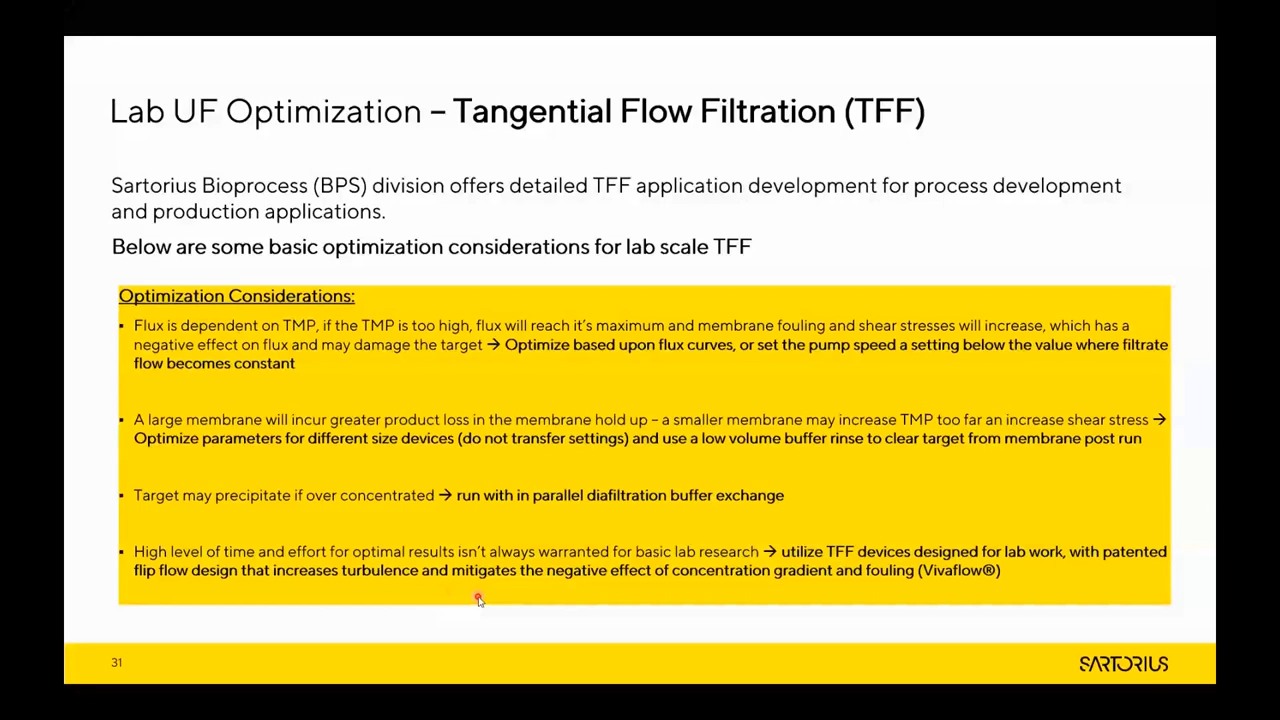 Lab UF Optimization – Tangential Flow Filtration (TFF)
Sartorius Bioprocess (BPS) division offers detailed TFF application development for process development
and production applications.
Below are some basic optimization considerations for lab scale TFF
Optimization Considerations:
▪ Flux is dependent on TMP, if the TMP is too high, flux will reach it's maximum and membrane fouling and shear stresses will increase, which has a
negative effect on flux and may damage the target → Optimize based upon flux curves, or set the pump speed a setting below the value where filtrate
flow becomes constant
▪ A large membrane will incur greater product loss in the membrane hold up – a smaller membrane may increase TMP too far an increase shear stress →
Optimize parameters for different size devices (do not transfer settings) and use a low volume buffer rinse to clear target from membrane post run
▪ Target may precipitate if over concentrated → run with in parallel diafiltration buffer exchange
▪ High level of time and effort for optimal results isn't always warranted for basic lab research → utilize TFF devices designed for lab work, with patented
flip flow design that increases turbulence and mitigates the negative effect of concentration gradient and fouling (Vivaflow®)
31
SARTORIUS